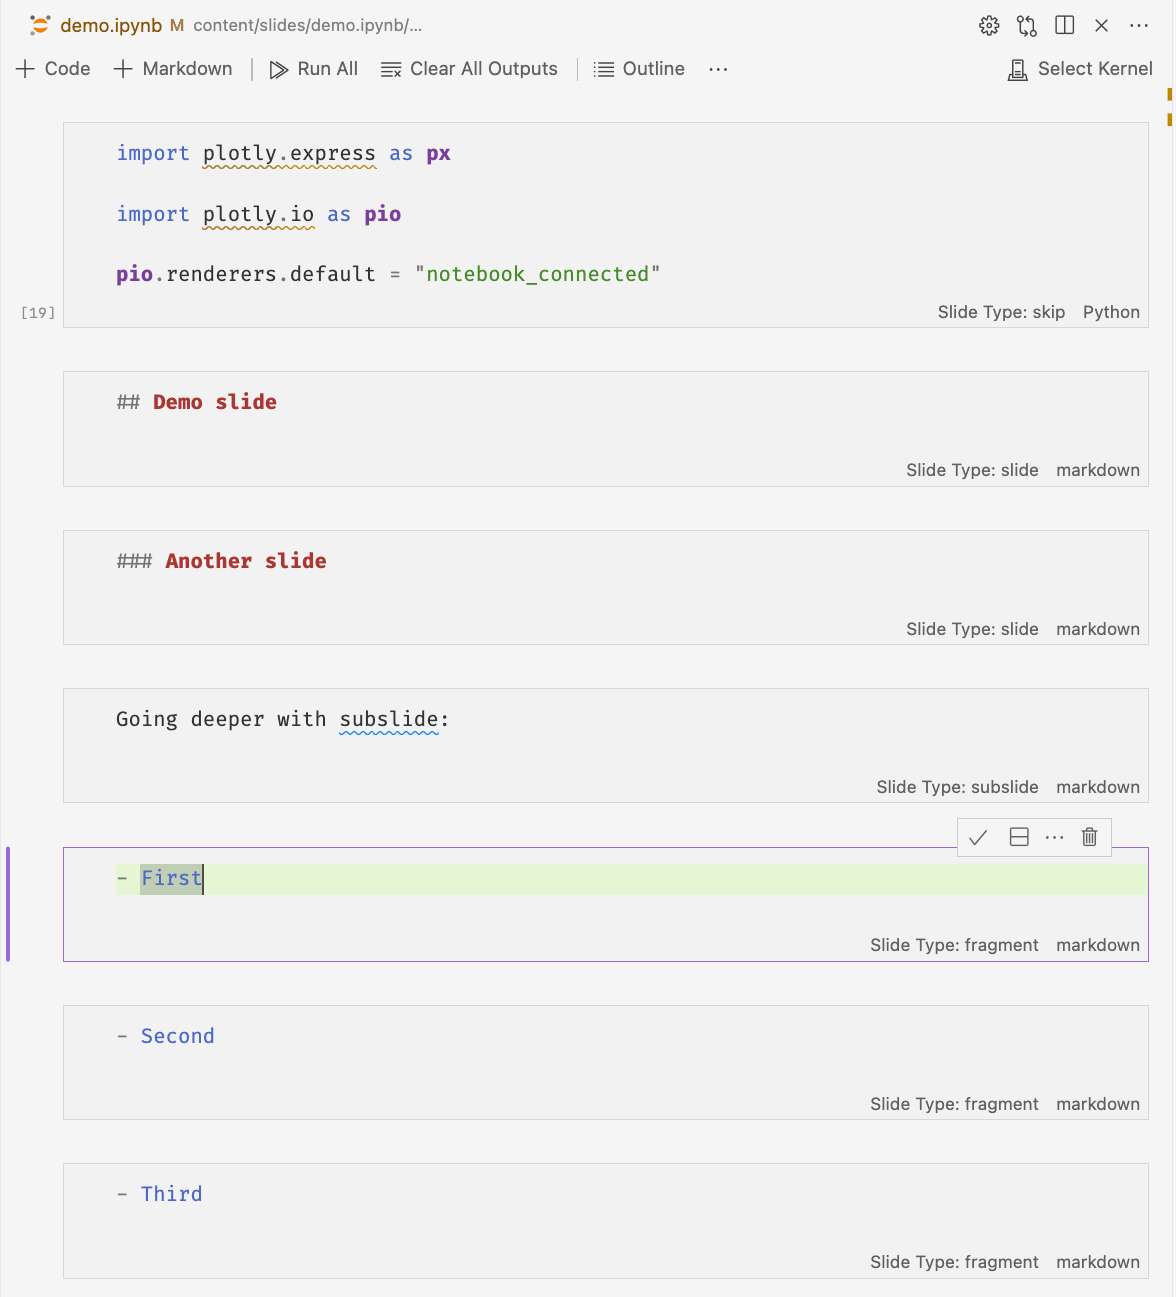 demo.ipynb M content/slides/demo.ipynb/...
Code Markdown Run All Clear All Outputs Outline ... Select Kernel
import plotly.express as px
import plotly.io as pio
pio.renderers.default = "notebook_connected"
[19] Slide Type: skip Python
## Demo slide
Slide Type: slide markdown
### Another slide
Slide Type: slide markdown
Going deeper with subslide:
Slide Type: subslide markdown
- First
Slide Type: fragment markdown
- Second
Slide Type: fragment markdown
- Third
Slide Type: fragment markdown